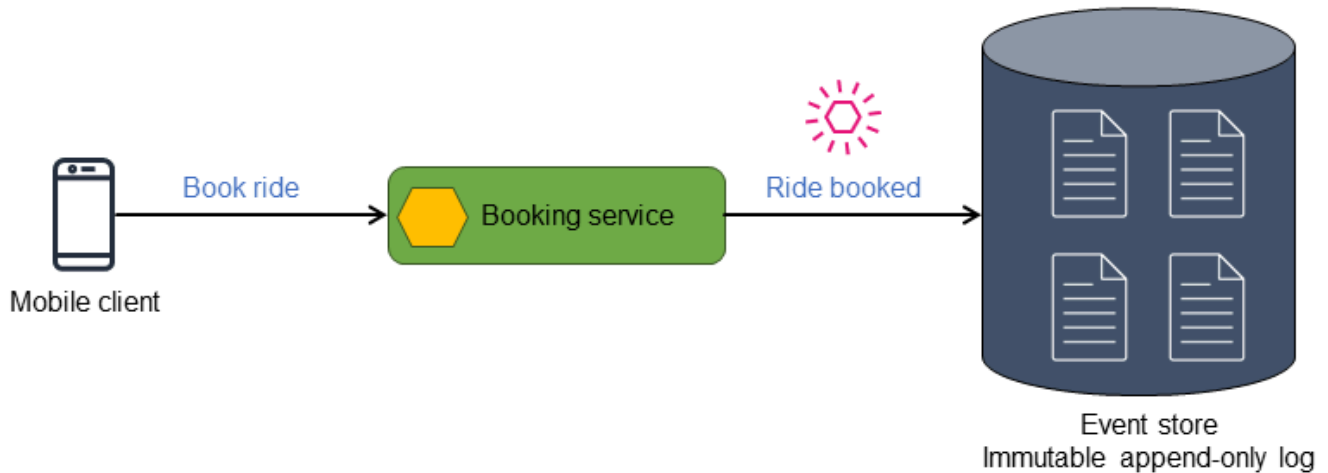 Book ride
Booking service
Ride booked
Mobile client
Event store
Immutable append-only log